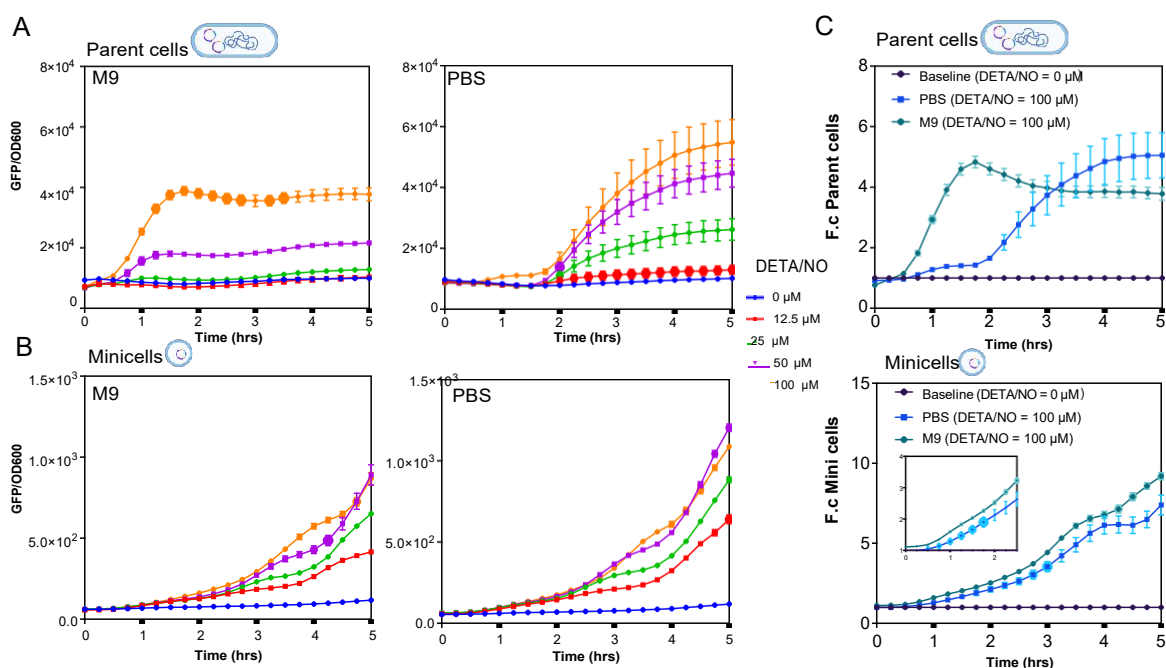 A
Parent cells
M9
8×10⁴
6×10⁴
4×10⁴
2×10⁴
0
GFP/OD600
0 1 2 3 4 5
Time (hrs)
PBS
8×10⁴
6×10⁴
4×10⁴
2×10⁴
0
0 1 2 3 4 5
Time (hrs)
DETA/NO
0 µM
12.5 µM
25 µM
50 µM
100 µM
B
Minicells
M9
1.5×10³
1.0×10³
5.0×10²
0
GFP/OD600
0 1 2 3 4 5
Time (hrs)
PBS
1.5×10³
1.0×10³
5.0×10²
0
0 1 2 3 4 5
Time (hrs)
C
Parent cells
Baseline (DETA/NO = 0 µM)
PBS (DETA/NO = 100 µM)
M9 (DETA/NO = 100 µM)
8
6
4
2
0
F.c Parent cells
0 1 2 3 4 5
Time (hrs)
Minicells
Baseline (DETA/NO = 0 µM)
PBS (DETA/NO = 100 µM)
M9 (DETA/NO = 100 µM)
15
10
5
0
F.c Mini cells
4
3
2
1
0 1 2
0 1 2 3 4 5
Time (hrs)